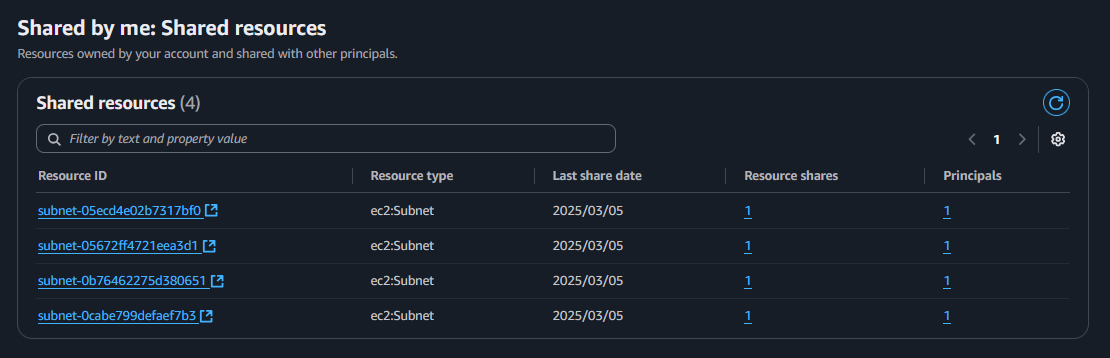 Shared by me: Shared resources
Resources owned by your account and shared with other principals.
Shared resources (4)
Filter by text and property value
1
Resource ID Resource type Last share date Resource shares Principals
subnet-05ecd4e02b7317bf0 ec2:Subnet 2025/03/05 1 1
subnet-05672ff4721eea3d1 ec2:Subnet 2025/03/05 1 1
subnet-0b76462275d380651 ec2:Subnet 2025/03/05 1 1
subnet-0cabe799defaef7b3 ec2:Subnet 2025/03/05 1 1